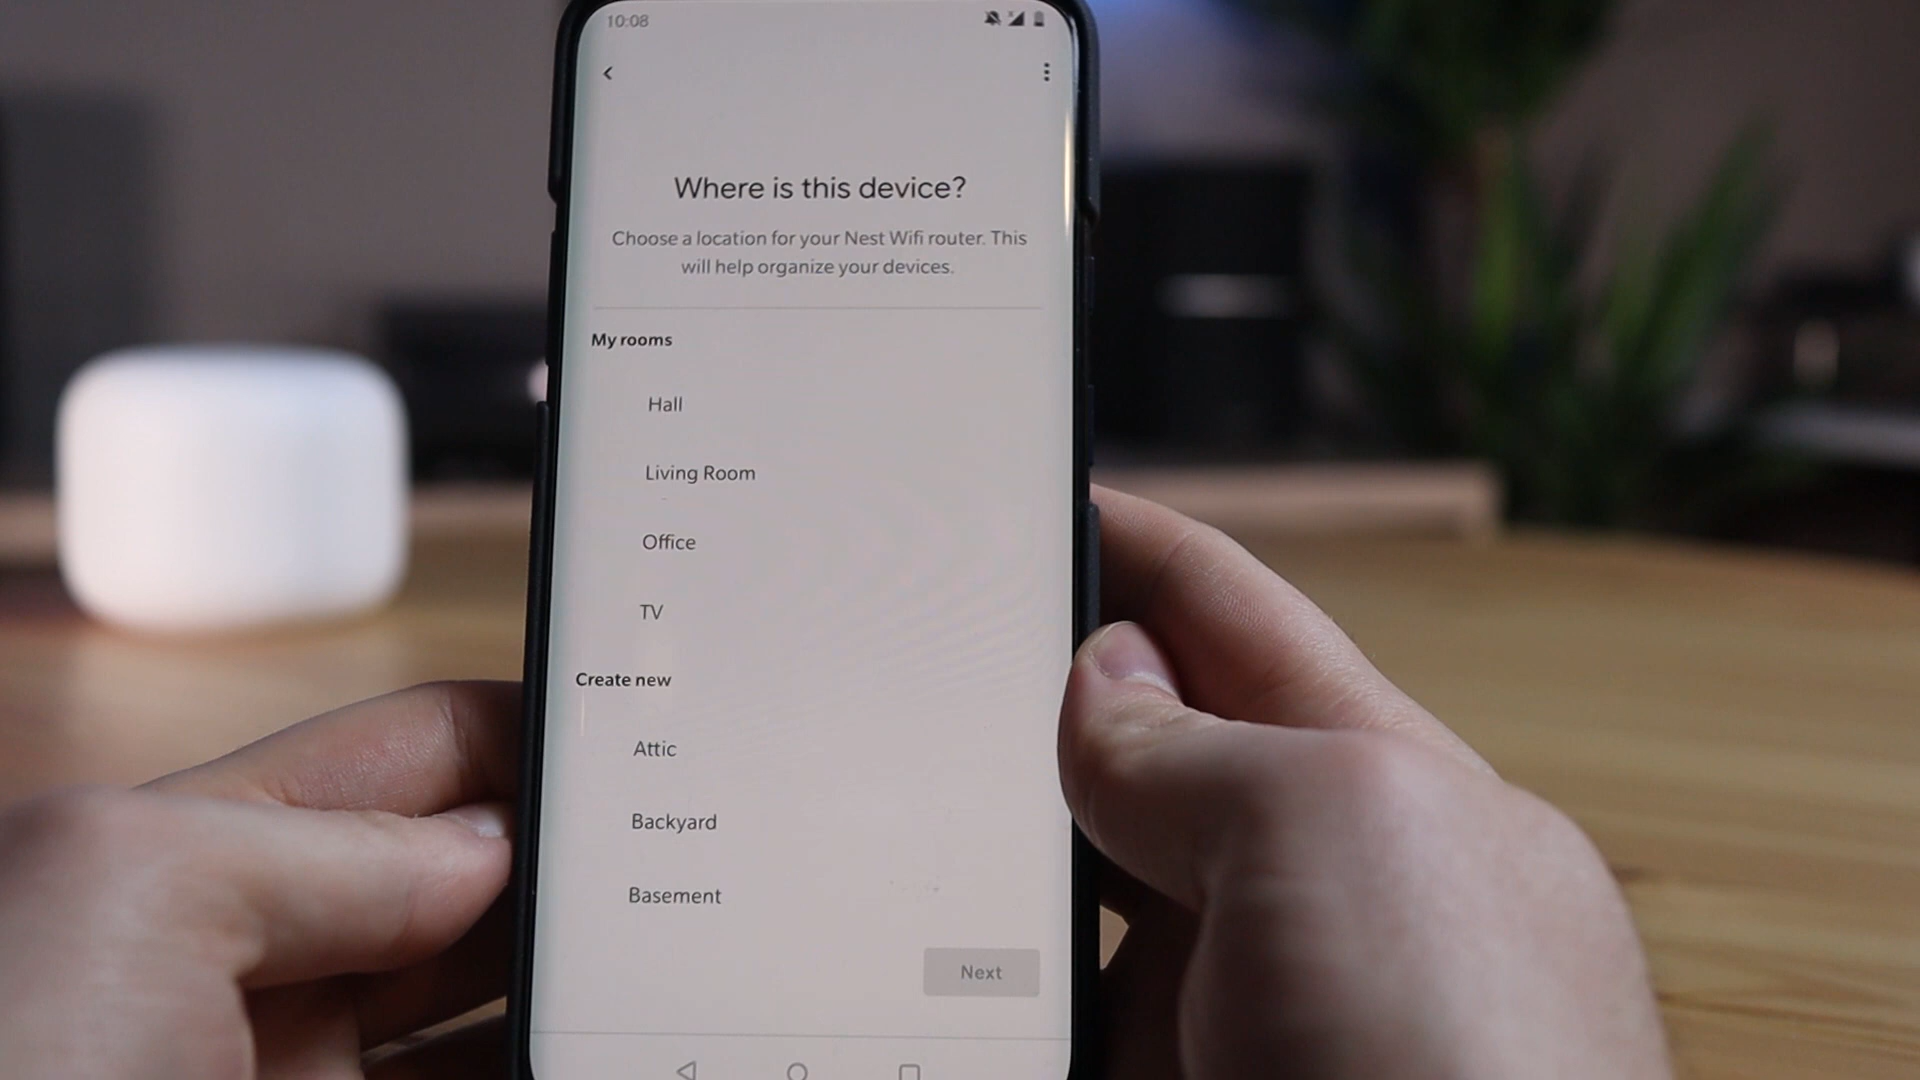 10:08
Where is this device?
Choose a location for your Nest Wifi router. This
will help organize your devices.
My rooms
Hall
Living Room
Office
TV
Create new
Attic
Backyard
Basement
Next